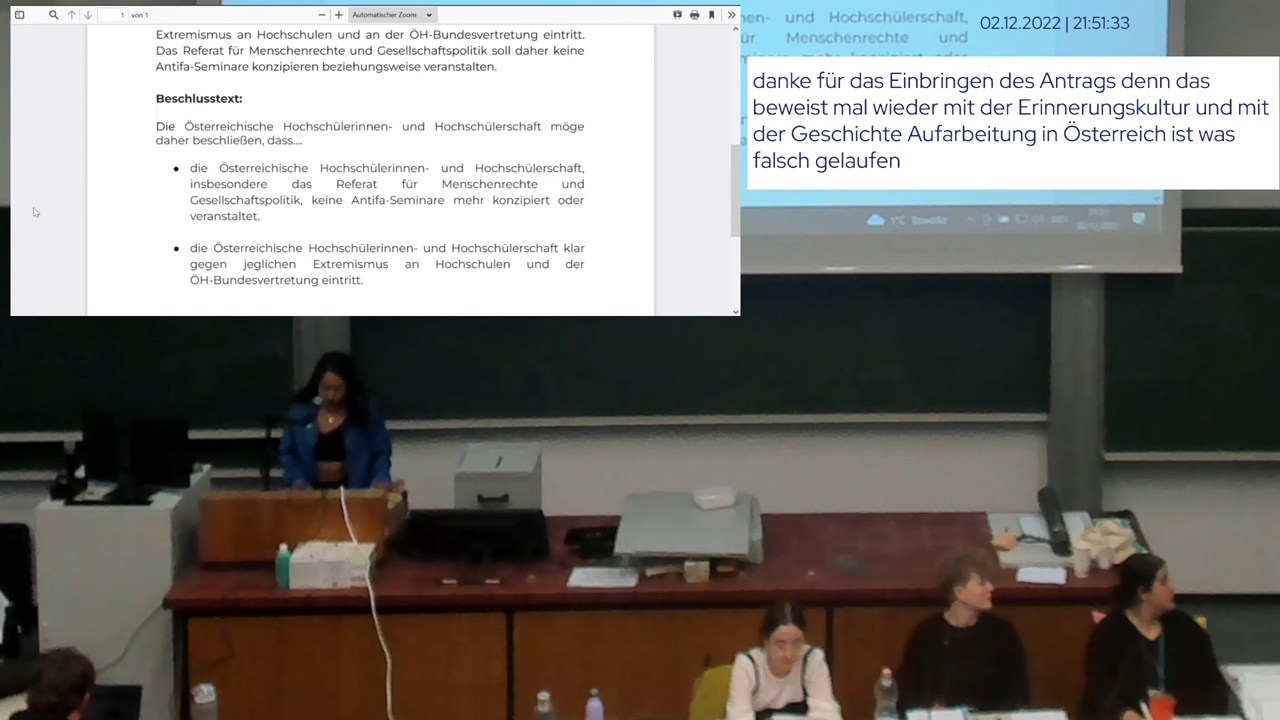 1 von 1
Automatischer Zoom
Extremismus an Hochschulen und an der ÖH-Bundesvertretung eintritt.
Das Referat für Menschenrechte und Gesellschaftspolitik soll daher keine
Antifa-Seminare konzipieren beziehungsweise veranstalten.
Beschlusstext:
Die Österreichische Hochschülerinnen- und Hochschülerschaft möge
daher beschließen, dass....
• die Österreichische Hochschülerinnen- und Hochschülerschaft,
insbesondere das Referat für Menschenrechte und
Gesellschaftspolitik, keine Antifa-Seminare mehr konzipiert oder
veranstaltet.
• die Österreichische Hochschülerinnen- und Hochschülerschaft klar
gegen jeglichen Extremismus an Hochschulen und der
ÖH-Bundesvertretung eintritt.
nen- und Hochschülerschaft,
für Menschenrechte und
02.12.2022 | 21:51:33
danke für das Einbringen des Antrags denn das
beweist mal wieder mit der Erinnerungskultur und mit
der Geschichte Aufarbeitung in Österreich ist was
falsch gelaufen
1°C Bewölkt